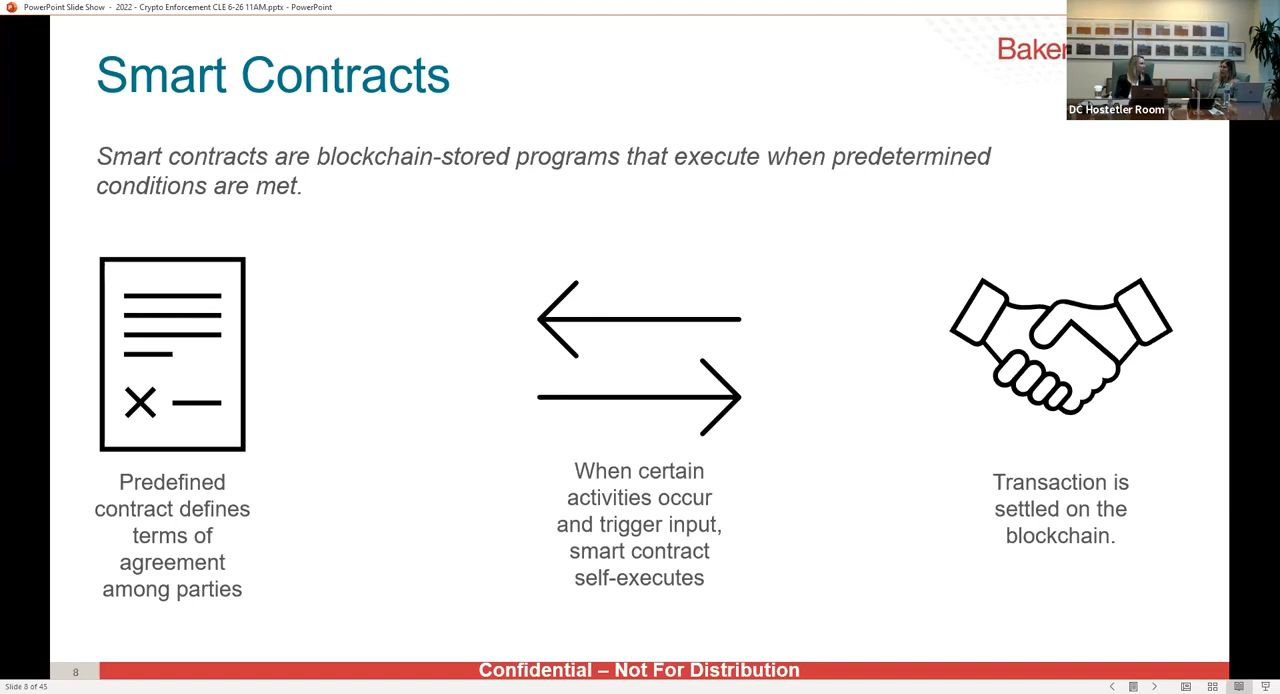 PowerPoint Slide Show - 2022 - Crypto Enforcement CLE 6-26 11AM.pptx - PowerPoint
Smart Contracts
Baker
DC Hostetler Room
Smart contracts are blockchain-stored programs that execute when predetermined
conditions are met.
Predefined
contract defines
terms of
agreement
among parties
When certain
activities occur
and trigger input,
smart contract
self-executes
Transaction is
settled on the
blockchain.
8
Confidential – Not For Distribution
Slide 8 of 45